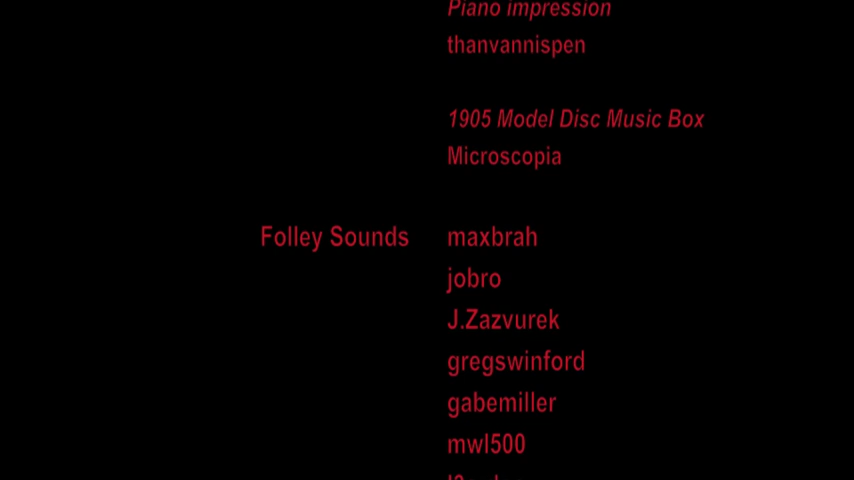 Piano impression
thanvannispen
1905 Model Disc Music Box
Microscopia
Folley Sounds maxbrah
jobro
J.Zazvurek
gregswinford
gabemiller
mwl500